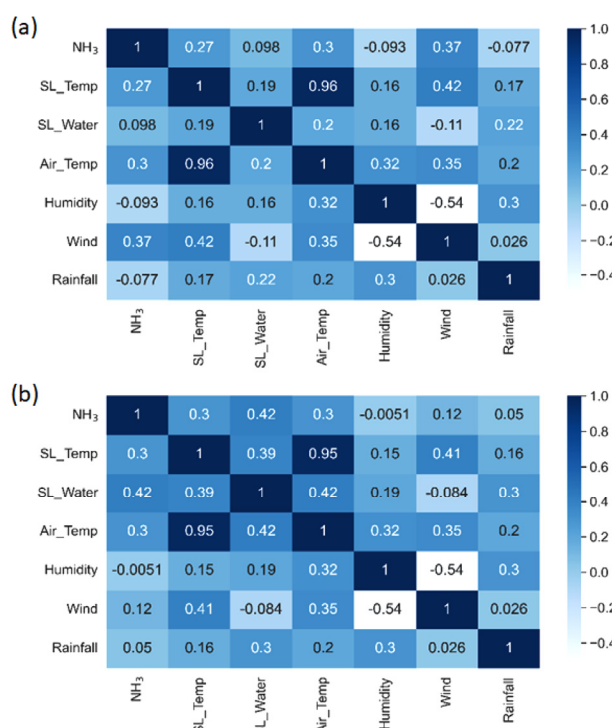 (a)
NH₃ 1 0.27 0.098 0.3 -0.093 0.37 -0.077 1.0
SL_Temp 0.27 1 0.19 0.96 0.16 0.42 0.17 0.8
SL_Water 0.098 0.19 1 0.2 0.16 -0.11 0.22 0.6
Air_Temp 0.3 0.96 0.2 1 0.32 0.35 0.2 0.4
Humidity -0.093 0.16 0.16 0.32 1 -0.54 0.3 0.2
Wind 0.37 0.42 -0.11 0.35 -0.54 1 0.026 0.0
-0.2
Rainfall -0.077 0.17 0.22 0.2 0.3 0.026 1 -0.4
NH₃ SL_Temp SL_Water Air_Temp Humidity Wind Rainfall
(b)
NH₃ 1 0.3 0.42 0.3 -0.0051 0.12 0.05 1.0
SL_Temp 0.3 1 0.39 0.95 0.15 0.41 0.16 0.8
SL_Water 0.42 0.39 1 0.42 0.19 -0.084 0.3 0.6
Air_Temp 0.3 0.95 0.42 1 0.32 0.35 0.2 0.4
Humidity -0.0051 0.15 0.19 0.32 1 -0.54 0.3 0.2
Wind 0.12 0.41 -0.084 0.35 -0.54 1 0.026 0.0
-0.2
Rainfall 0.05 0.16 0.3 0.2 0.3 0.026 1 -0.4
NH₃ SL_Temp _Water Air_Temp Humidity Wind Rainfall